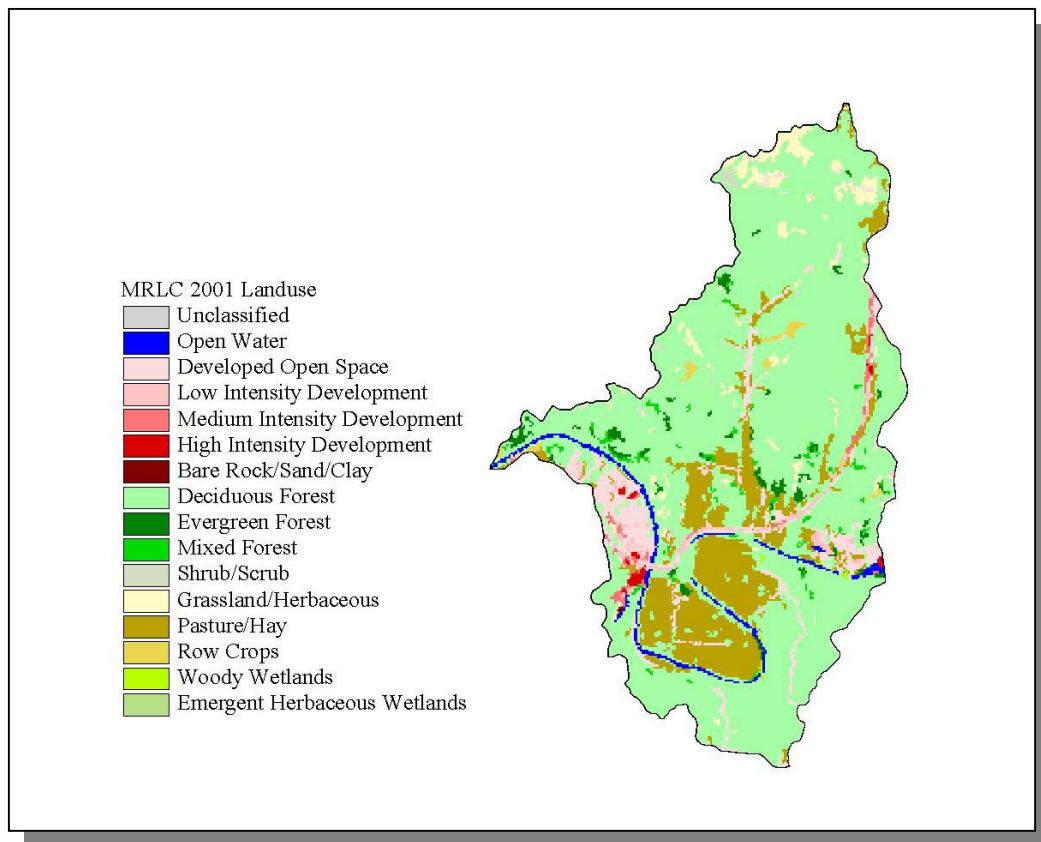 MRLC 2001 Landuse
Unclassified
Open Water
Developed Open Space
Low Intensity Development
Medium Intensity Development
High Intensity Development
Bare Rock/Sand/Clay
Deciduous Forest
Evergreen Forest
Mixed Forest
Shrub/Scrub
Grassland/Herbaceous
Pasture/Hay
Row Crops
Woody Wetlands
Emergent Herbaceous Wetlands